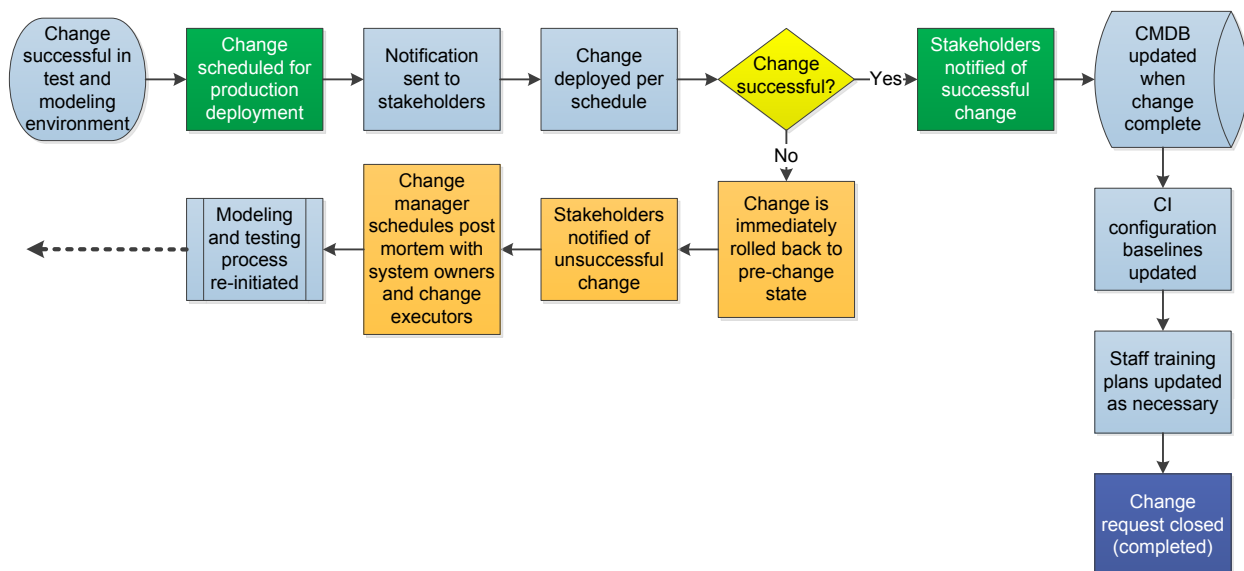 Change
successful in
test and
modeling
environment
Change
scheduled for
production
deployment
Notification
sent to
stakeholders
Change
deployed per
schedule
Change
successful?
Yes
Stakeholders
notified of
successful
change
CMDB
updated
when
change
complete
No
Change is
immediately
rolled back to
pre-change
state
Stakeholders
notified of
unsuccessful
change
Change
manager
schedules post
mortem with
system owners
and change
executors
Modeling
and testing
process
re-initiated
CI
configuration
baselines
updated
Staff training
plans updated
as necessary
Change
request closed
(completed)